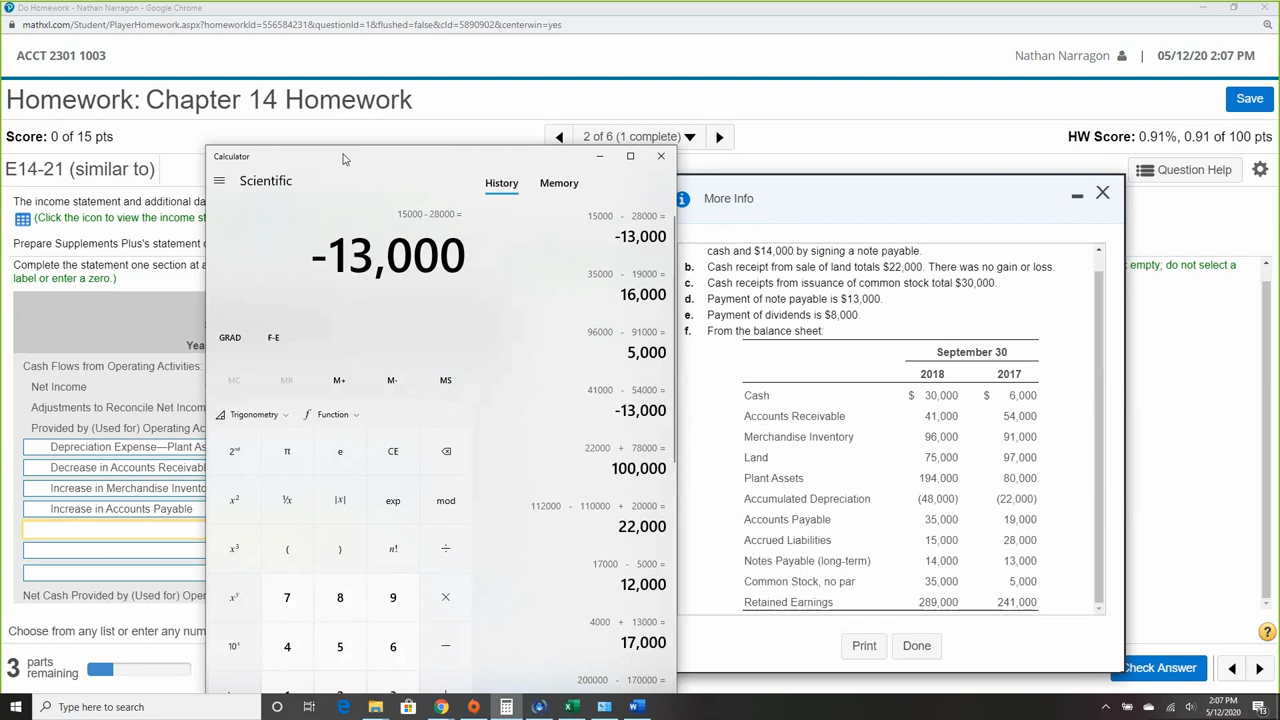 Do Homework - Nathan Narragon - Google Chrome
mathxl.com/Student/PlayerHomework.aspx?homeworkId=556584231&questionId=1&flushed=false&cId=5890902&centerwin=yes
ACCT 2301 1003
Nathan Narragon | 05/12/20 2:07 PM
Homework: Chapter 14 Homework
Save
Score: 0 of 15 pts
2 of 6 (1 complete)
HW Score: 0.91%, 0.91 of 100 pts
E14-21 (similar to)
Question Help
The income statement and additional da
(Click the icon to view the income st
Prepare Supplements Plus's statement
Complete the statement one section at a
label or enter a zero.)
empty; do not select a
Yea
Cash Flows from Operating Activities:
Net Income
Adjustments to Reconcile NetIncom
Provided by (Used for) Operating Ac
Depreciation Expense—Plant As
Decrease in Accounts Receivabl
Increase in Merchandise Invento
Increase in Accounts Payable
Net Cash Provided by (Used for) Oper
Choose from any list or enter any num
3 parts remaining
Check Answer
Calculator
Scientific
15000 - 28000 =
-13,000
GRAD F-E
MC MR M+ M- MS
Trigonometry Function
2ⁿᵈ π e CE
x² ¹/x |x| exp mod
x³ ( ) n! ÷
xʸ 7 8 9 ×
10ˣ 4 5 6 −
History Memory
15000 - 28000 =
-13,000
35000 - 19000 =
16,000
96000 - 91000 =
5,000
41000 - 54000 =
-13,000
22000 + 78000 =
100,000
112000 - 110000 + 20000 =
22,000
17000 - 5000 =
12,000
4000 + 13000 =
17,000
200000 - 170000 =
More Info
cash and $14,000 by signing a note payable.
b. Cash receipt from sale of land totals $22,000. There was no gain or loss.
c. Cash receipts from issuance of common stock total $30,000.
d. Payment of note payable is $13,000.
e. Payment of dividends is $8,000.
f. From the balance sheet:
September 30
2018 2017
Cash $ 30,000 $ 6,000
Accounts Receivable 41,000 54,000
Merchandise Inventory 96,000 91,000
Land 75,000 97,000
Plant Assets 194,000 80,000
Accumulated Depreciation (48,000) (22,000)
Accounts Payable 35,000 19,000
Accrued Liabilities 15,000 28,000
Notes Payable (long-term) 14,000 13,000
Common Stock, no par 35,000 5,000
Retained Earnings 289,000 241,000
Print Done
Type here to search
2:07 PM
5/12/2020